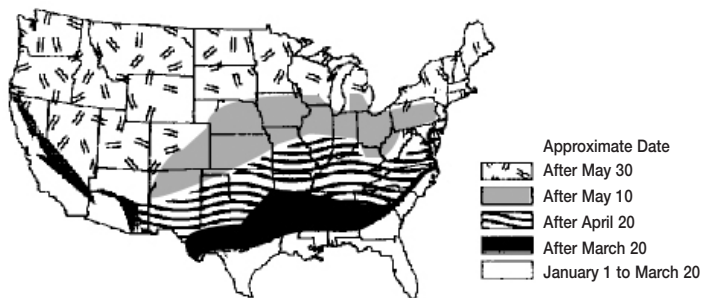 Approximate Date
After May 30
After May 10
After April 20
After March 20
January 1 to March 20